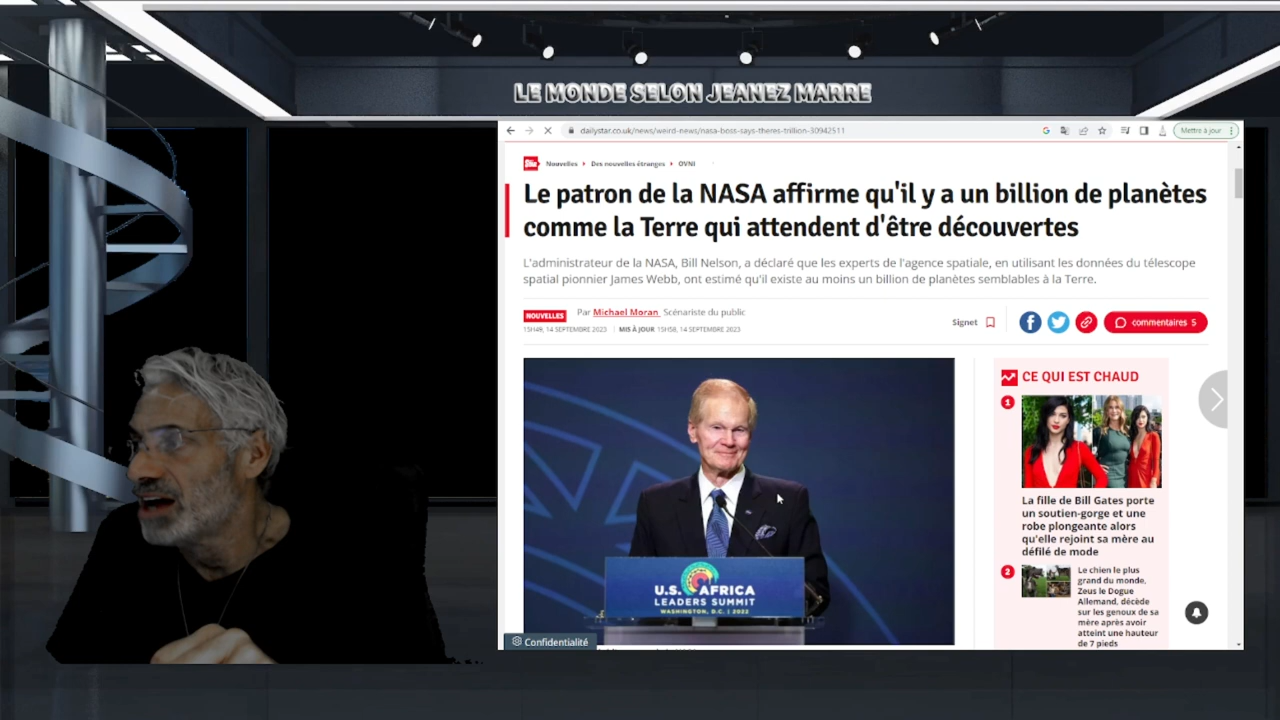 LE MONDE SELON JEANEZ MARRE
dailystar.co.uk/news/weird-news/nasa-boss-says-theres-trillion-30942511
Mettre à jour
Star
Nouvelles
Des nouvelles étranges
OVNI
Le patron de la NASA affirme qu'il y a un billion de planètes
comme la Terre qui attendent d'être découvertes
L'administrateur de la NASA, Bill Nelson, a déclaré que les experts de l'agence spatiale, en utilisant les données du télescope
spatial pionnier James Webb, ont estimé qu'il existe au moins un billion de planètes semblables à la Terre.
NOUVELLES Par Michael Moran Scénariste du public
15H49, 14 SEPTEMBRE 2023 MIS À JOUR 15H58, 14 SEPTEMBRE 2023
Signet
commentaires 5
U.S. AFRICA
LEADERS SUMMIT
WASHINGTON, D.C. | 2022
Confidentialité
CE QUI EST CHAUD
1
La fille de Bill Gates porte
un soutien-gorge et une
robe plongeante alors
qu'elle rejoint sa mère au
défilé de mode
2
Le chien le plus
grand du monde,
Zeus le Dogue
Allemand, décède
sur les genoux de sa
mère après avoir
atteint une hauteur
de 7 pieds